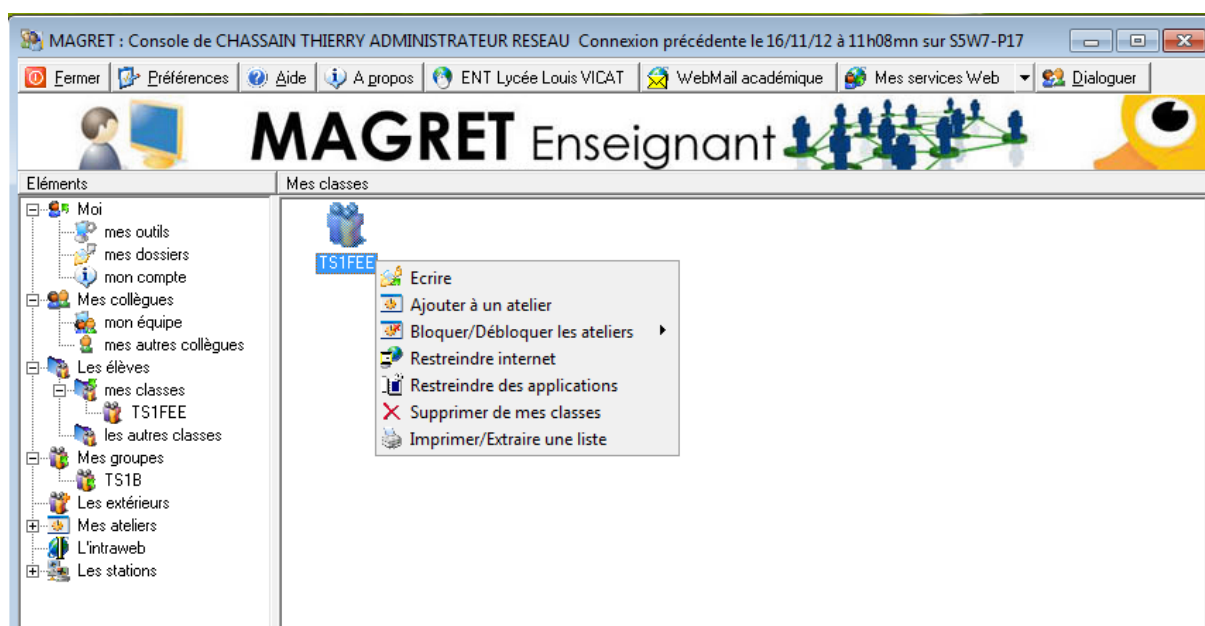 MAGRET : Console de CHASSAIN THIERRY ADMINISTRATEUR RESEAU Connexion précédente le 16/11/12 à 11h08mn sur S5W7-P17
Fermer Préférences Aide A propos ENT Lycée Louis VICAT WebMail académique Mes services Web Dialoguer
MAGRET Enseignant
Eléments Mes classes
Moi
mes outils
mes dossiers
mon compte
Mes collègues
mon équipe
mes autres collègues
Les élèves
mes classes
TS1FEE
les autres classes
Mes groupes
TS1B
Les extérieurs
Mes ateliers
L'intraweb
Les stations
TS1FEE
Ecrire
Ajouter à un atelier
Bloquer/Débloquer les ateliers
Restreindre internet
Restreindre des applications
Supprimer de mes classes
Imprimer/Extraire une liste